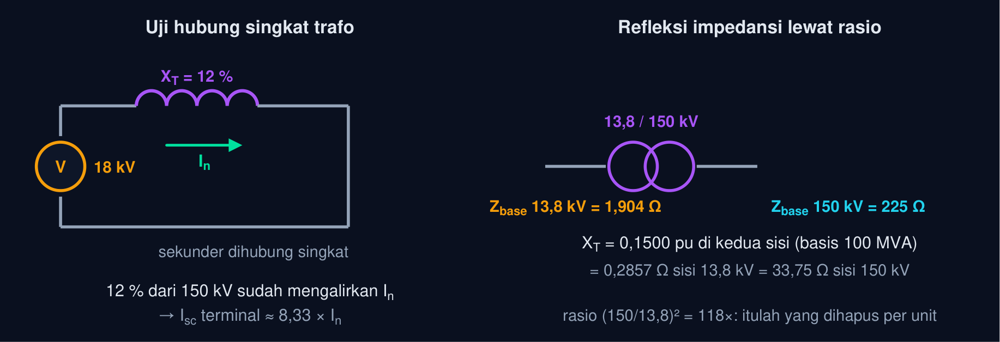 Uji hubung singkat trafo
X_T = 12 %
V
18 kV
I_n
sekunder dihubung singkat
12 % dari 150 kV sudah mengalirkan I_n
→ I_sc terminal ≈ 8,33 × I_n
Refleksi impedansi lewat rasio
13,8 / 150 kV
Z_base 13,8 kV = 1,904 Ω
Z_base 150 kV = 225 Ω
X_T = 0,1500 pu di kedua sisi (basis 100 MVA)
= 0,2857 Ω sisi 13,8 kV = 33,75 Ω sisi 150 kV
rasio (150/13,8)² = 118×: itulah yang dihapus per unit